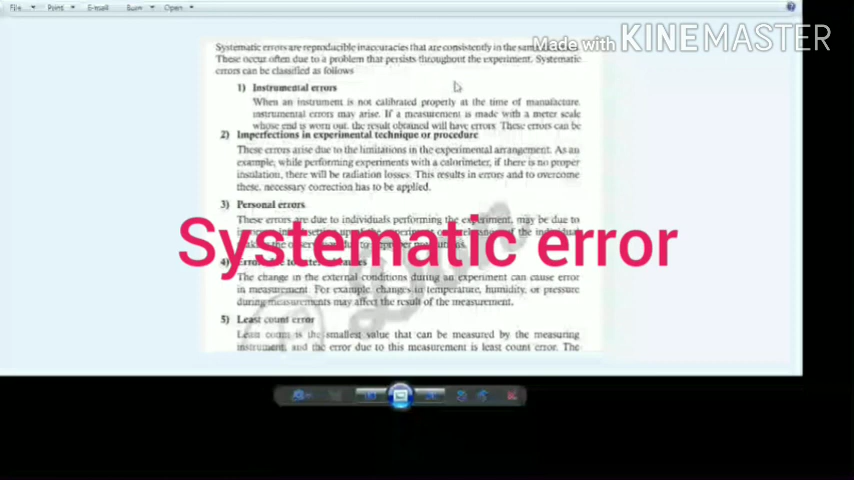 File Print E-mail Burn Open
Made with KINEMASTER
Systematic errors are reproducible inaccuracies that are consistently in the same
These occur often due to a problem that persists throughout the experiment. Systematic
errors can be classified as follows
1) Instrumental errors
When an instrument is not calibrated properly at the time of manufacture,
instrumental errors may arise. If a measurement is made with a meter scale
whose end is worn out, the result obtained will have errors. These errors can be
2) Imperfections in experimental technique or procedure
These errors arise due to the limitations in the experimental arrangement. As an
example, while performing experiments with a calorimeter, if there is no proper
insulation, there will be radiation losses. This results in errors and to overcome
these, necessary correction has to be applied.
3) Personal errors
These errors are due to individuals performing the experiment, may be due to
of the individual
Systematic error
4)
The change in the external conditions during an experiment can cause error
in measurement. For example, changes in temperature, humidity, or pressure
during measurements may affect the result of the measurement.
5) Least count error
Least count is the smallest value that can be measured by the measuring
instrument, and the error due to this measurement is least count error. The